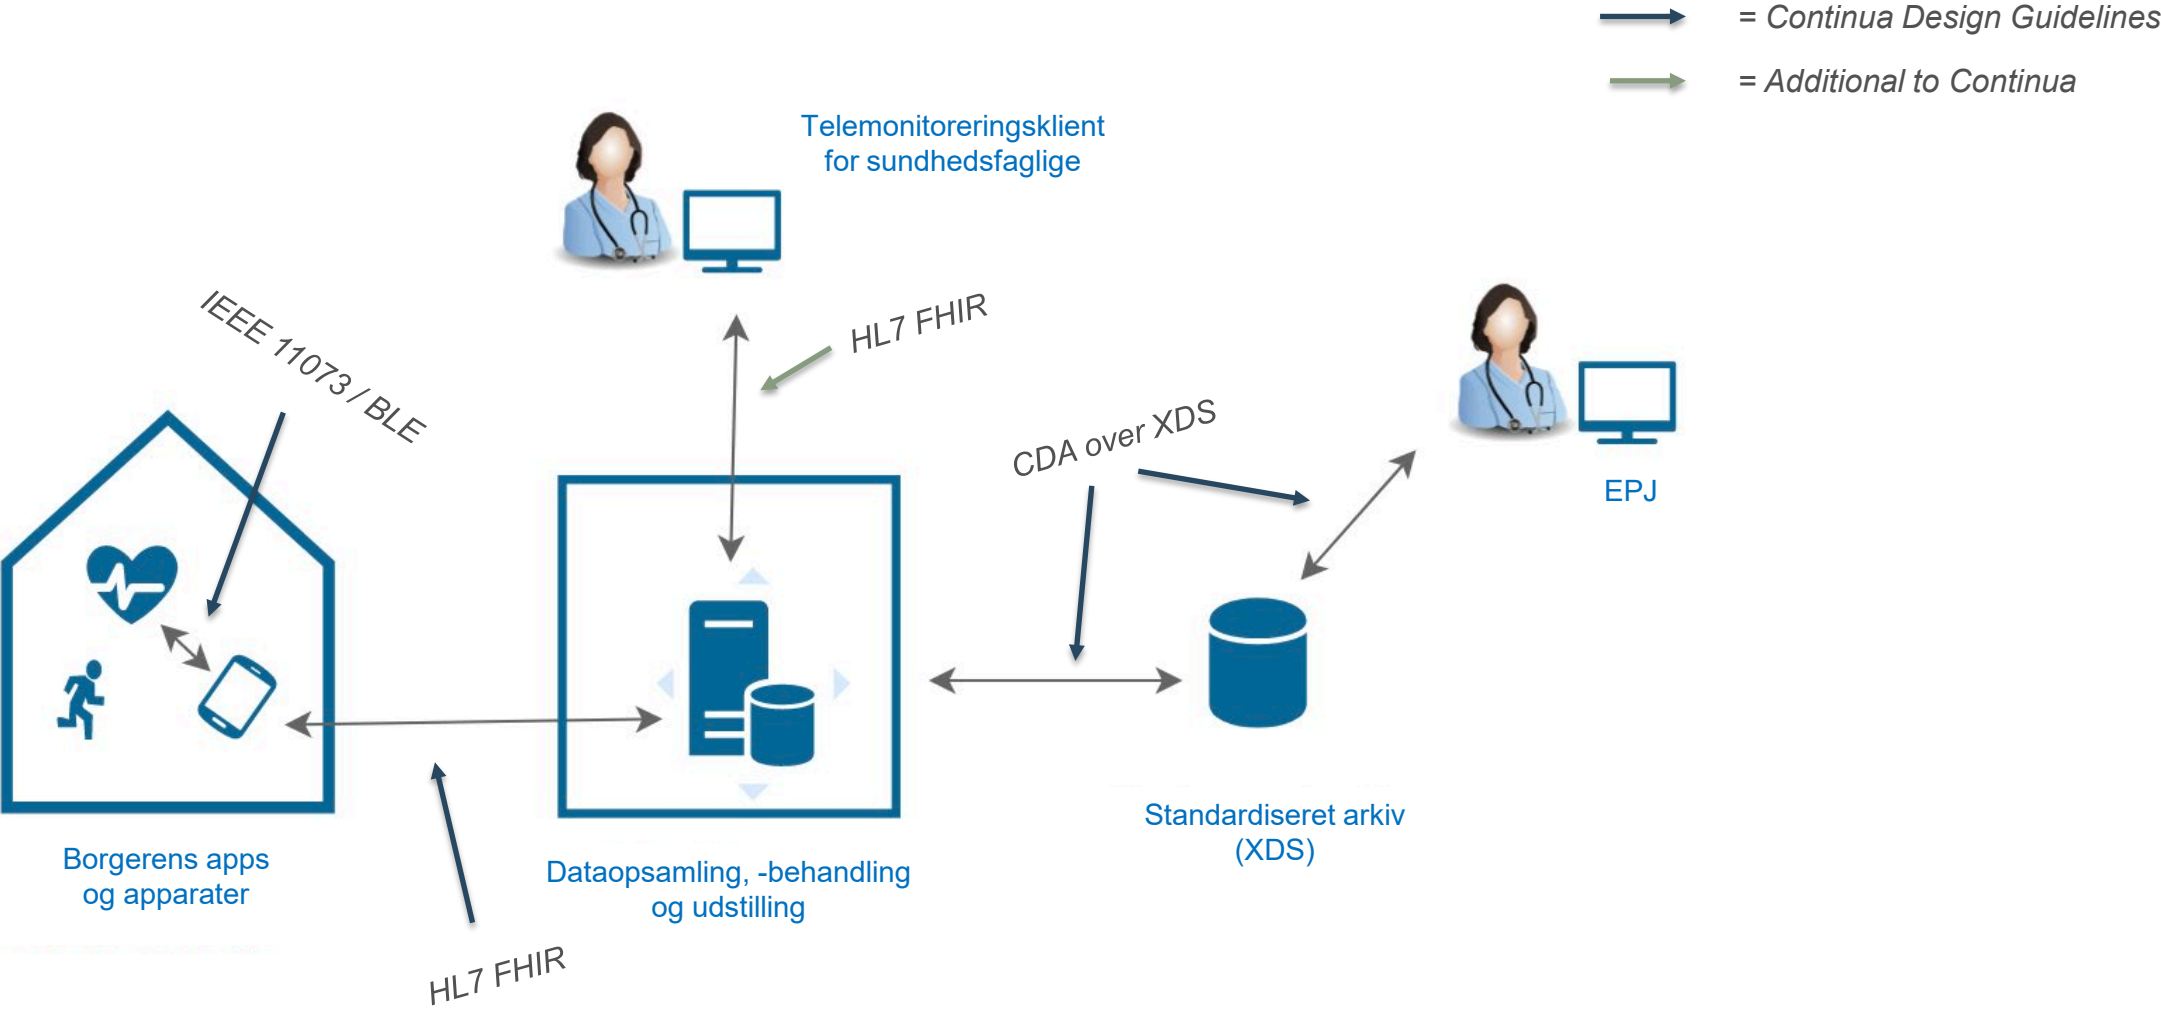 = Continua Design Guidelines
= Additional to Continua
Telemonitoreringsklient
for sundhedsfaglige
IEEE 11073 / BLE
HL7 FHIR
CDA over XDS
EPJ
Standardiseret arkiv
(XDS)
Borgerens apps
og apparater
Dataopsamling, -behandling
og udstilling
HL7 FHIR